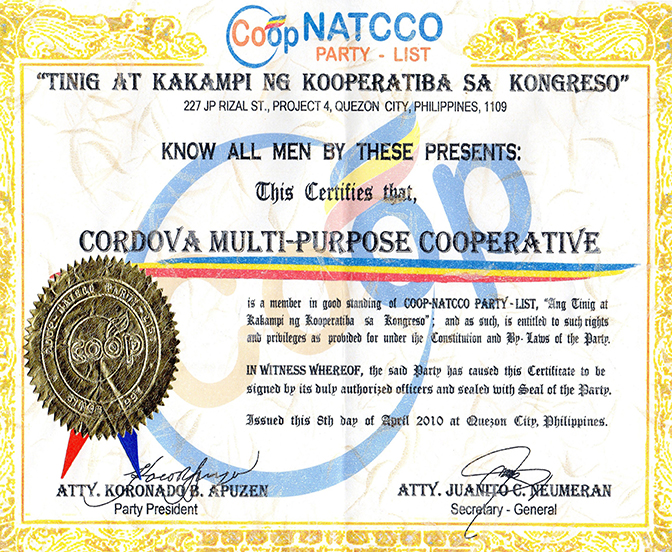 Coop NATCCO
PARTY - LIST
"TINIG AT KAKAMPI NG KOOPERATIBA SA KONGRESO"
227 JP RIZAL ST., PROJECT 4, QUEZON CITY, PHILIPPINES, 1109
KNOW ALL MEN BY THESE PRESENTS:
This Certifies that,
CORDOVA MULTI-PURPOSE COOPERATIVE
is a member in good standing of COOP-NATCCO PARTY - LIST, "Ang Tinig at
Kakampi ng Kooperatiba sa Kongreso"; and as such, is entitled to such rights
and privileges as provided for under the Constitution and By- Laws of the Party.
IN WITNESS WHEREOF, the said Party has caused this Certificate to be
signed by its duly authorized officers and sealed with Seal of the Party.
Issued this 8th day of April 2010 at Quezon City, Philippines.
COOP NATCCO PARTY LIST
COOP
ATTY. KORONADO B. APUZEN
Party President
ATTY. JUANITO C. NEUMERAN
Secretary - General